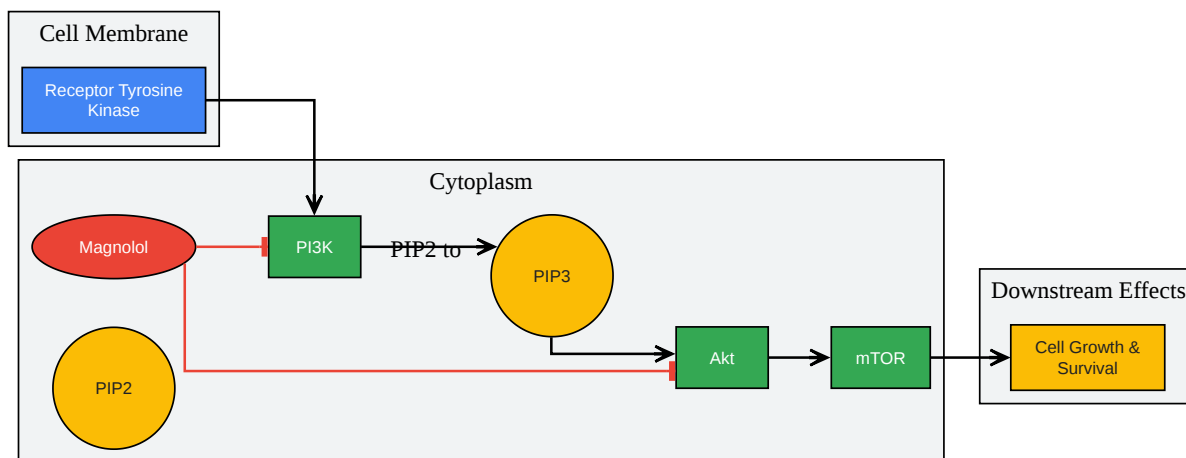 Cell Membrane
Receptor Tyrosine
Kinase
Cytoplasm
Magnolol
PI3K
PIP2 to
PIP3
Downstream Effects
Akt
mTOR
Cell Growth &
Survival
PIP2